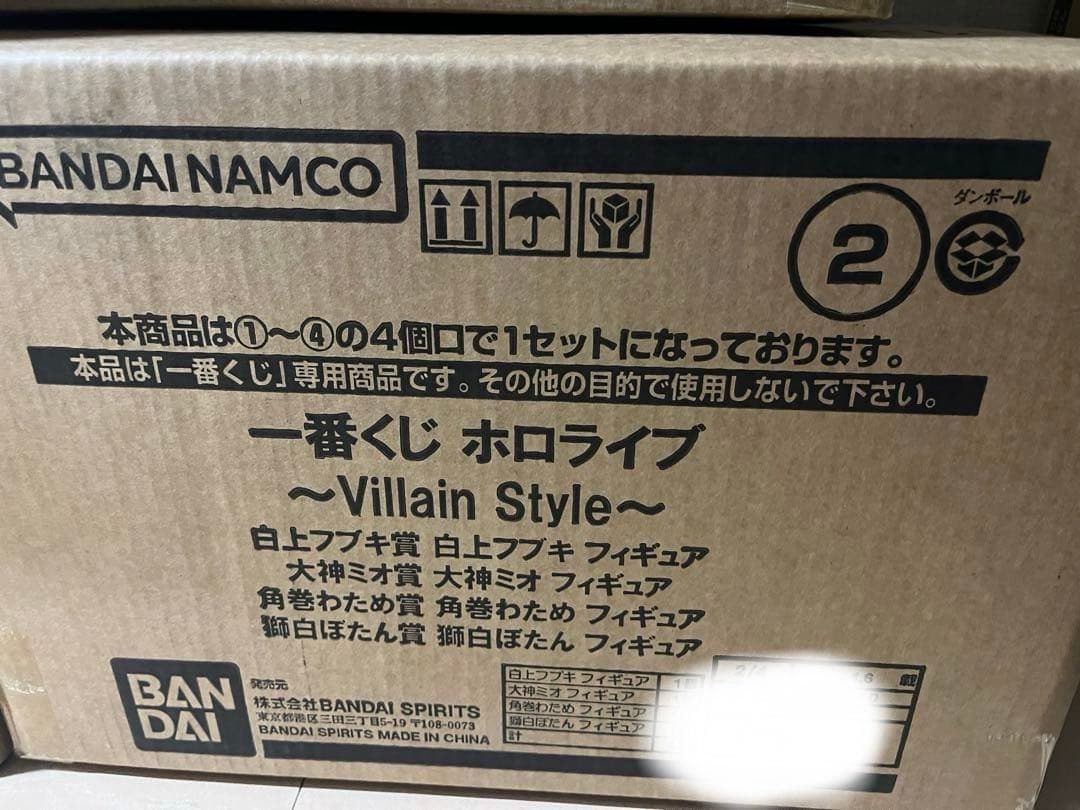 BANDAI NAMCO
ダンボール
2
本商品は①～④の4個口で1セットになっております。
本品は「一番くじ」専用商品です。その他の目的で使用しないで下さい。
一番くじ ホロライブ
～Villain Style～
白上フブキ賞 白上フブキ フィギュア
大神ミオ賞 大神ミオ フィギュア
角巻わため賞 角巻わため フィギュア
獅白ぼたん賞 獅白ぼたん フィギュア
BAN
DAI
発売元
株式会社BANDAI SPIRITS
東京都港区三田三丁目5-19 〒108-0073
BANDAI SPIRITS MADE IN CHINA
白上フブキ フィギュア
大神ミオ フィギュア
角巻わため フィギュア
獅白ぼたん フィギュア
計